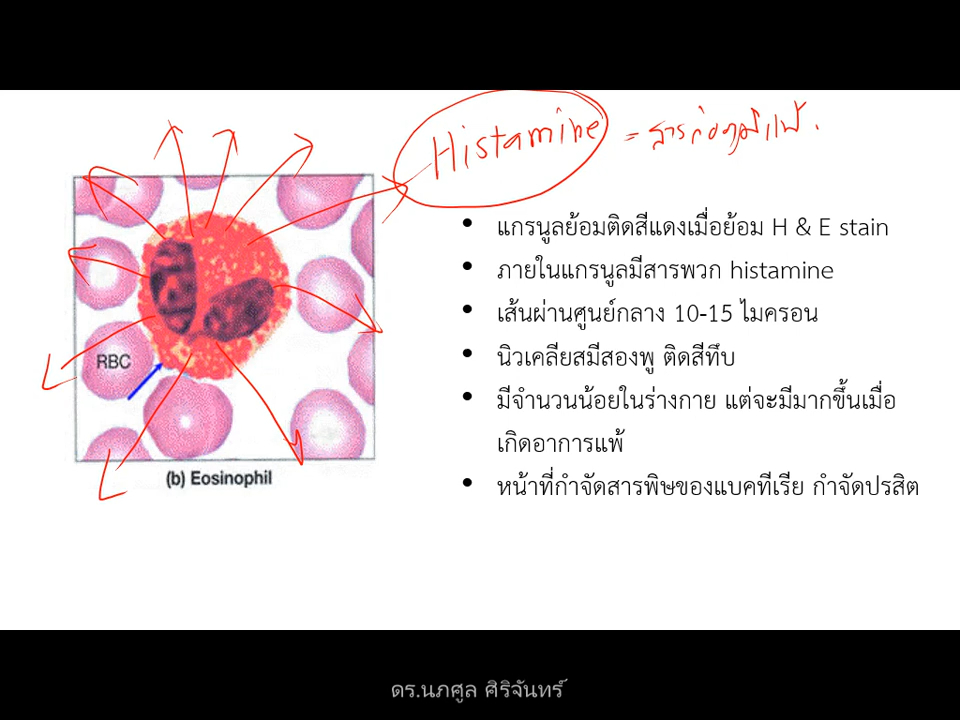 Histamine = สารก่อภูมิแพ้.
• แกรนูลย้อมติดสีแดงเมื่อย้อม H & E stain
• ภายในแกรนูลมีสารพวก histamine
• เส้นผ่านศูนย์กลาง 10-15 ไมครอน
• นิวเคลียสมีสองพู ติดสีทึบ
• มีจำนวนน้อยในร่างกาย แต่จะมีมากขึ้นเมื่อ
เกิดอาการแพ้
• หน้าที่กำจัดสารพิษของแบคทีเรีย กำจัดปรสิต
RBC
(b) Eosinophil
ดร.นภศูล ศิริจันทร์